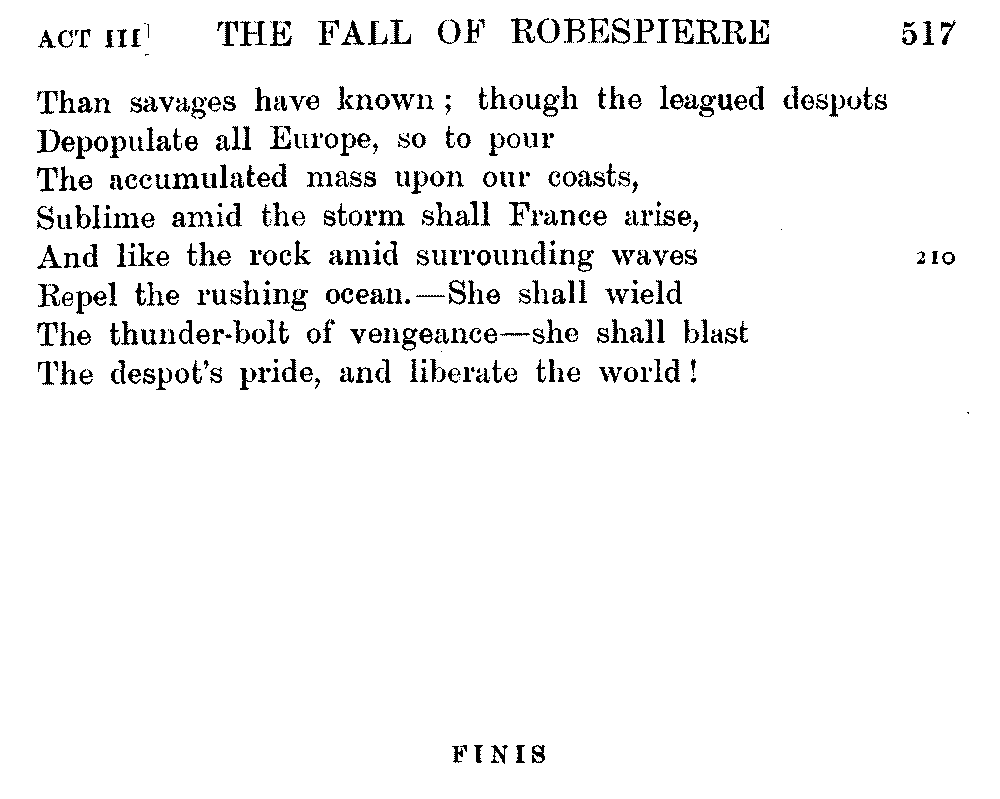 ACT III] THE FALL OF ROBESPIERRE 517
Than savages have known ; though the leagued despots
Depopulate all Europe, so to pour
The accumulated mass upon our coasts,
Sublime amid the storm shall France arise,
And like the rock amid surrounding waves 210
Repel the rushing ocean.—She shall wield
The thunder-bolt of vengeance—she shall blast
The despot's pride, and liberate the world !
FINIS